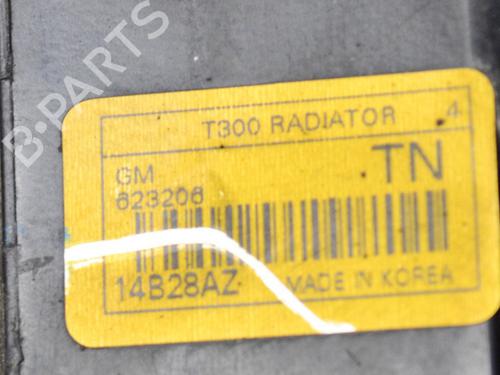 B-PARTS
T300 RADIATOR 4
GM TN
623206
14B28AZ MADE IN KOREA